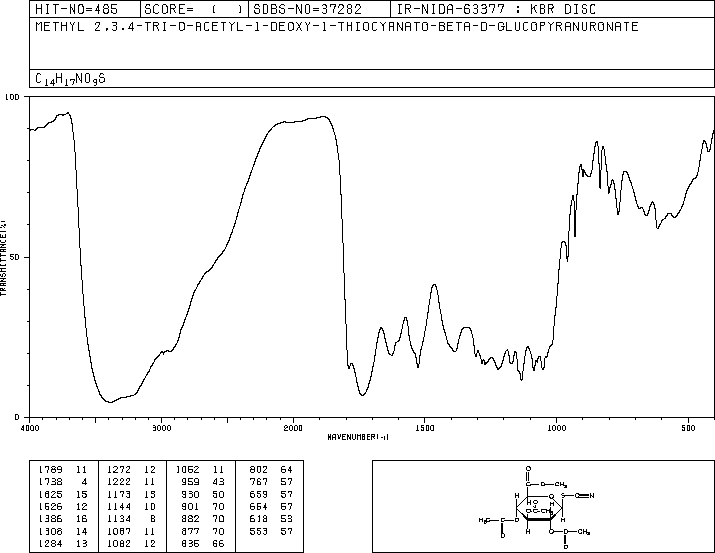 HIT-NO=485 SCORE= ( ) SDBS-NO=37282 IR-NIDA-63377 : KBR DISC
METHYL 2,3,4-TRI-O-ACETYL-1-DEOXY-1-THIOCYANATO-BETA-D-GLUCOPYRANURONATE
C14H17NO9S
100
TRANSMITTANCE(%)
50
0
4000 3000 2000 1500 1000 500
WAVENUMBER(-1)
1789 11 1272 12 1052 11 802 64
1738 4 1222 11 959 43 767 57
1625 15 1173 15 930 50 659 57
1526 12 1144 10 901 70 664 57
1386 16 1134 8 882 70 618 53
1306 14 1087 11 877 70 553 57
1284 13 1082 12 836 66